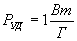 P_УД = 1 Вт/Г